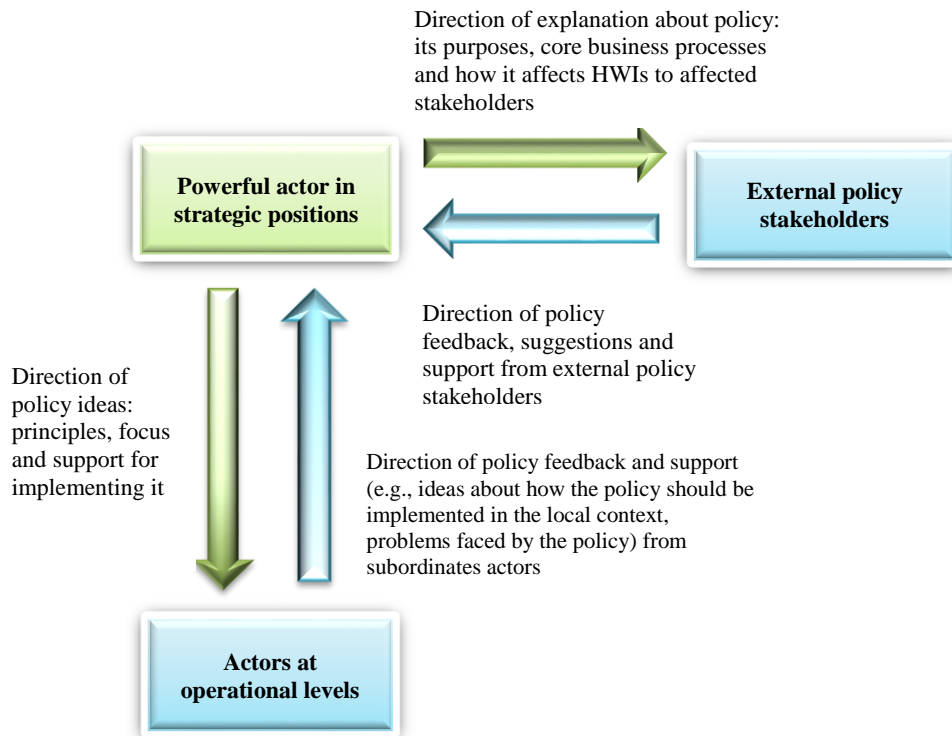 Direction of explanation about policy:
its purposes, core business processes
and how it affects HWIs to affected
stakeholders
Powerful actor in
strategic positions
External policy
stakeholders
Direction of policy
feedback, suggestions and
support from external policy
stakeholders
Direction of
policy ideas:
principles, focus
and support for
implementing it
Direction of policy feedback and support
(e.g., ideas about how the policy should be
implemented in the local context,
problems faced by the policy) from
subordinates actors
Actors at
operational levels